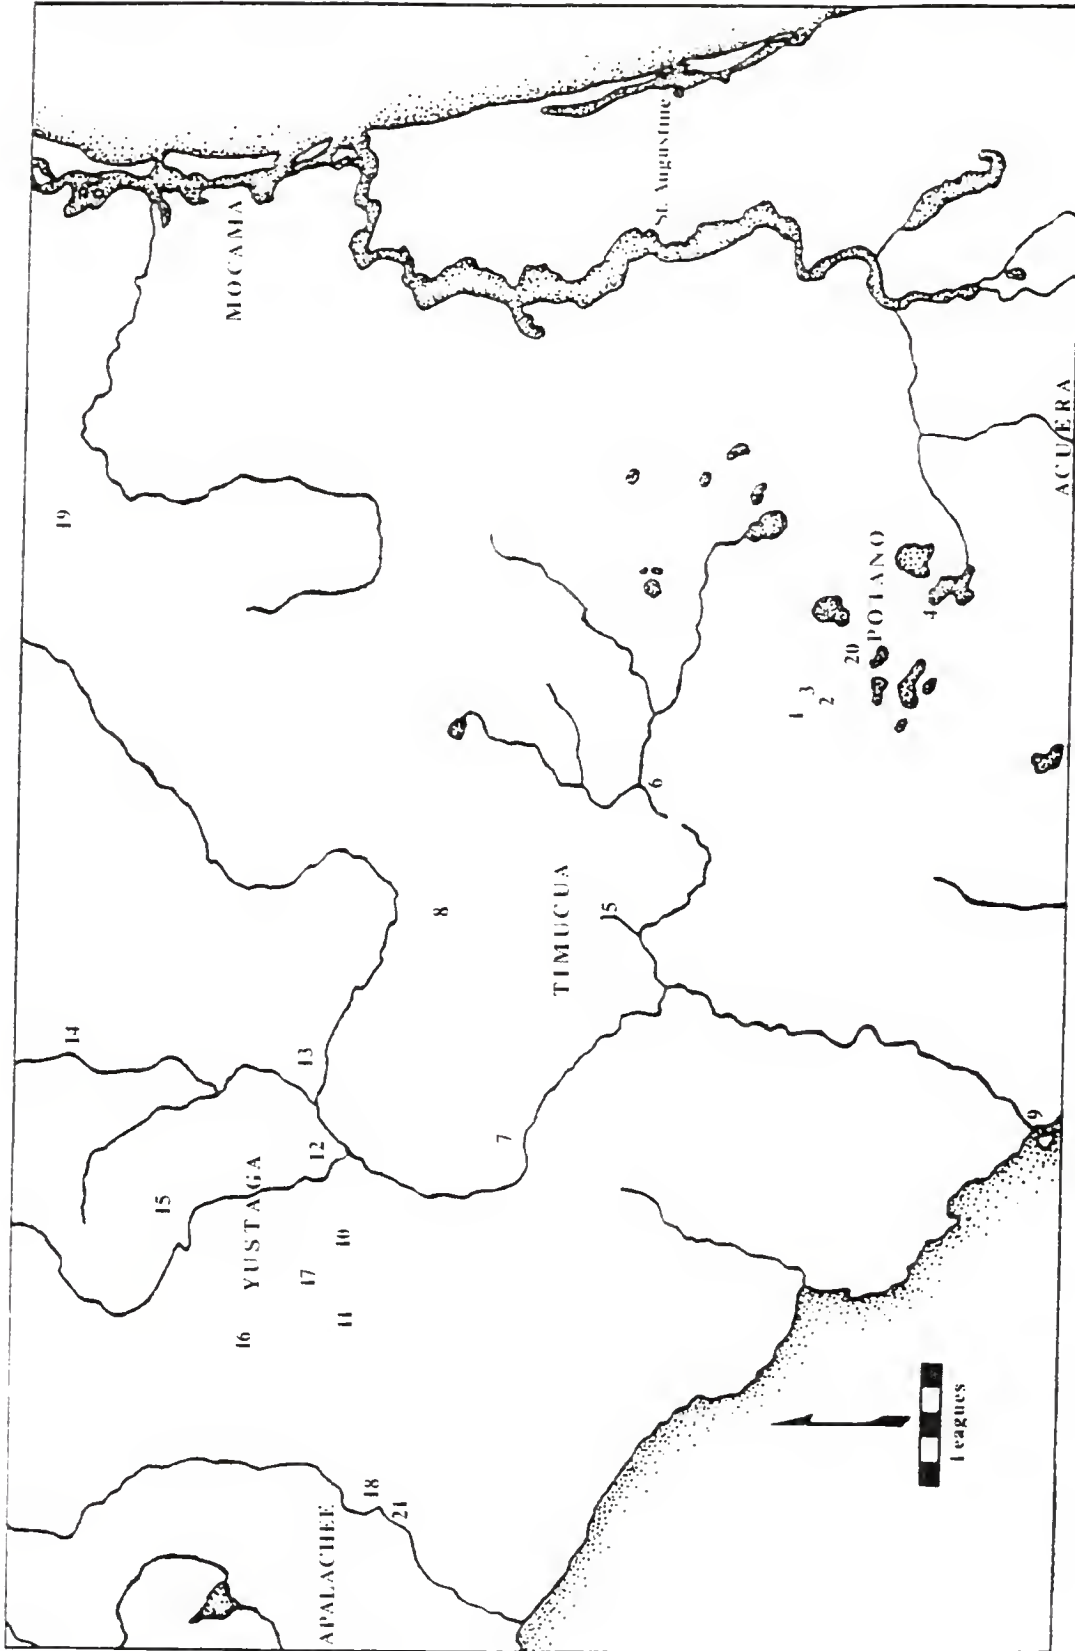 19
14
15
MOCAMA
16
YUSTAGA
13
17
12
APALACHEE
10
11
18
21
8
7
TIMUCUA
5
6
St. Augustine
1
3
2
20
POTANO
4
Leagues
9
ACUERA